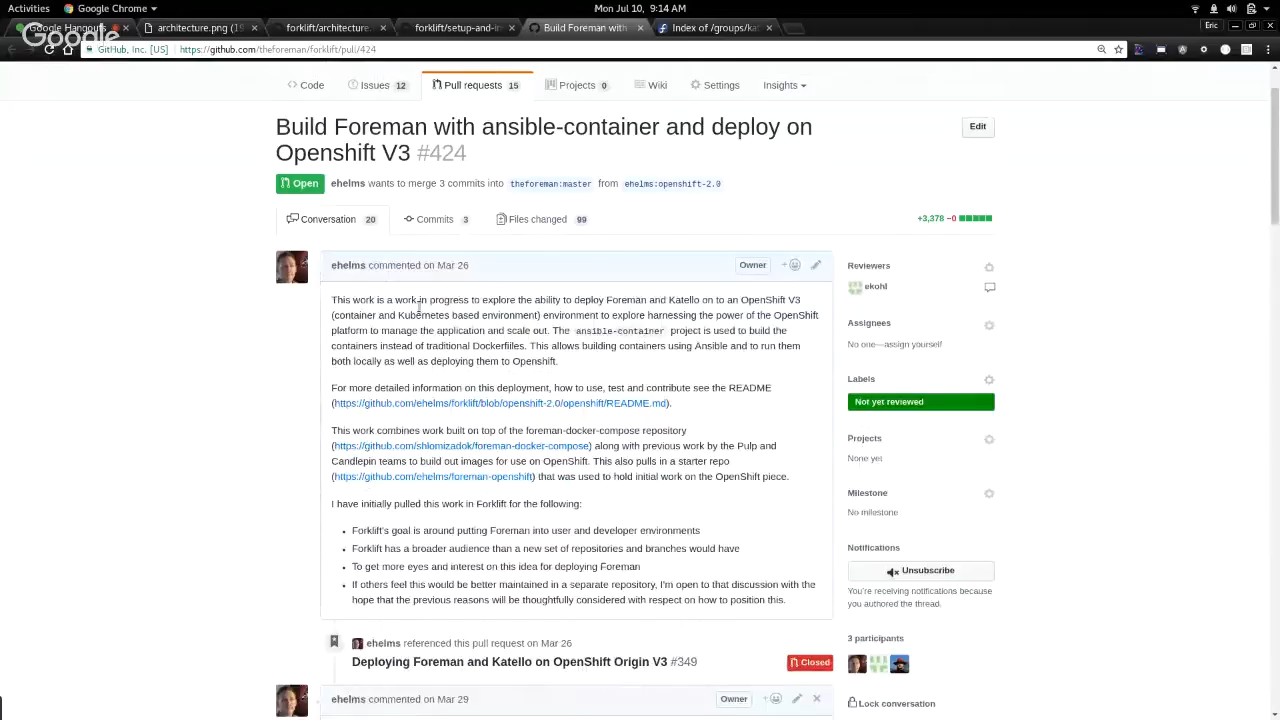 Activities Google Chrome Mon Jul 10, 9:14 AM
Google Hangouts architecture.png (19 forklift/architecture. forklift/setup-and-in Build Foreman with Index of /groups/ka Eric
Google
GitHub, Inc. [US] https://github.com/theforeman/forklift/pull/424
Code Issues 12 Pull requests 15 Projects 0 Wiki Settings Insights
Build Foreman with ansible-container and deploy on
Openshift V3 #424
Edit
Open ehelms wants to merge 3 commits into theforeman:master from ehelms:openshift-2.0
Conversation 20 Commits 3 Files changed 99 +3,378 −0
ehelms commented on Mar 26 Owner
This work is a work in progress to explore the ability to deploy Foreman and Katello on to an OpenShift V3
(container and Kubernetes based environment) environment to explore harnessing the power of the OpenShift
platform to manage the application and scale out. The ansible-container project is used to build the
containers instead of traditional Dockerfiles. This allows building containers using Ansible and to run them
both locally as well as deploying them to Openshift.
For more detailed information on this deployment, how to use, test and contribute see the README
(https://github.com/ehelms/forklift/blob/openshift-2.0/openshift/README.md).
This work combines work built on top of the foreman-docker-compose repository
(https://github.com/shlomizadok/foreman-docker-compose) along with previous work by the Pulp and
Candlepin teams to build out images for use on OpenShift. This also pulls in a starter repo
(https://github.com/ehelms/foreman-openshift) that was used to hold initial work on the OpenShift piece.
I have initially pulled this work in Forklift for the following:
• Forklift's goal is around putting Foreman into user and developer environments
• Forklift has a broader audience than a new set of repositories and branches would have
• To get more eyes and interest on this idea for deploying Foreman
• If others feel this would be better maintained in a separate repository, I'm open to that discussion with the
hope that the previous reasons will be thoughtfully considered with respect on how to position this.
ehelms referenced this pull request on Mar 26
Deploying Foreman and Katello on OpenShift Origin V3 #349 Closed
ehelms commented on Mar 29 Owner
Reviewers
ekohl
Assignees
No one—assign yourself
Labels
Not yet reviewed
Projects
None yet
Milestone
No milestone
Notifications
Unsubscribe
You're receiving notifications because
you authored the thread.
3 participants
Lock conversation